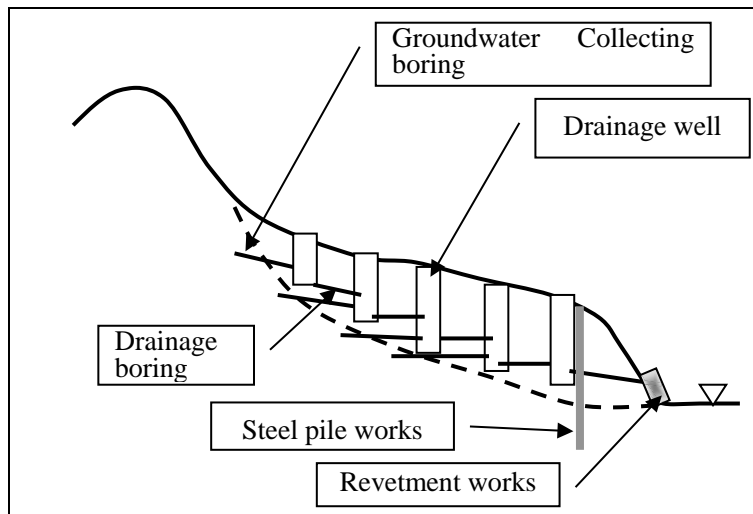 Groundwater Collecting
boring
Drainage well
Drainage
boring
Steel pile works
Revetment works